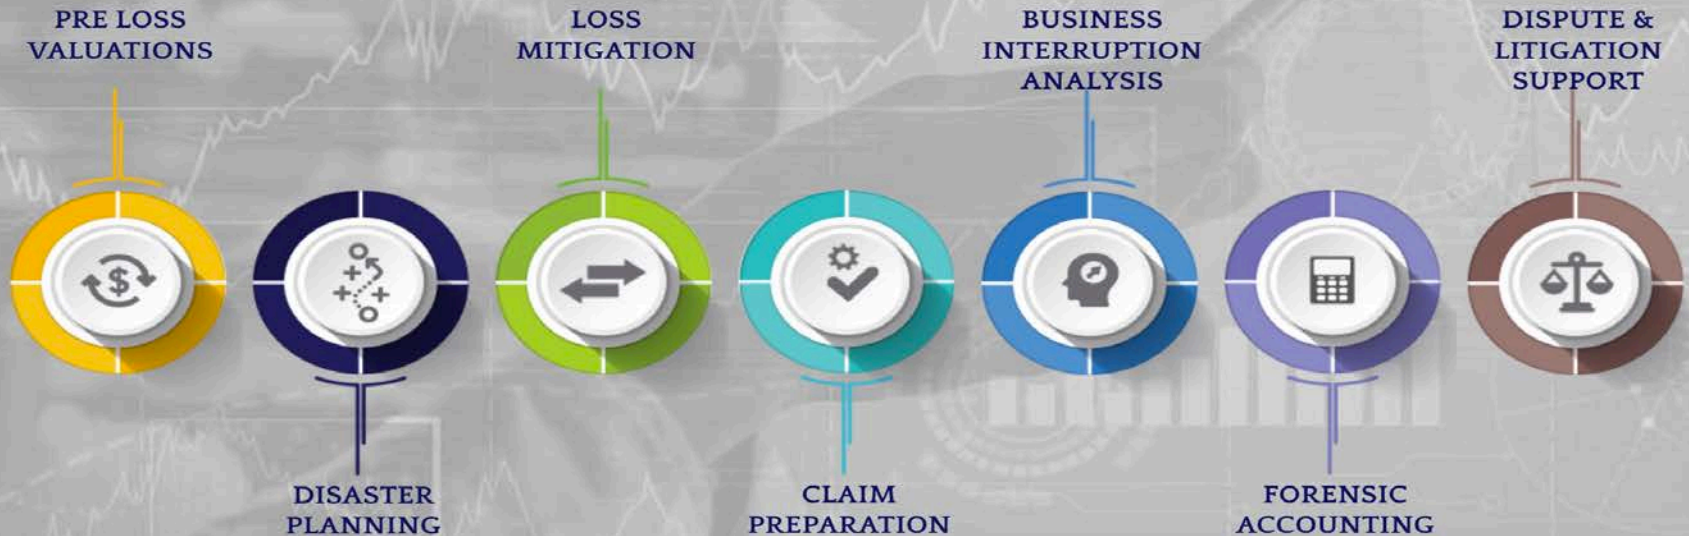 PRE LOSS
VALUATIONS
DISASTER
PLANNING
LOSS
MITIGATION
CLAIM
PREPARATION
BUSINESS
INTERRUPTION
ANALYSIS
FORENSIC
ACCOUNTING
DISPUTE &
LITIGATION
SUPPORT